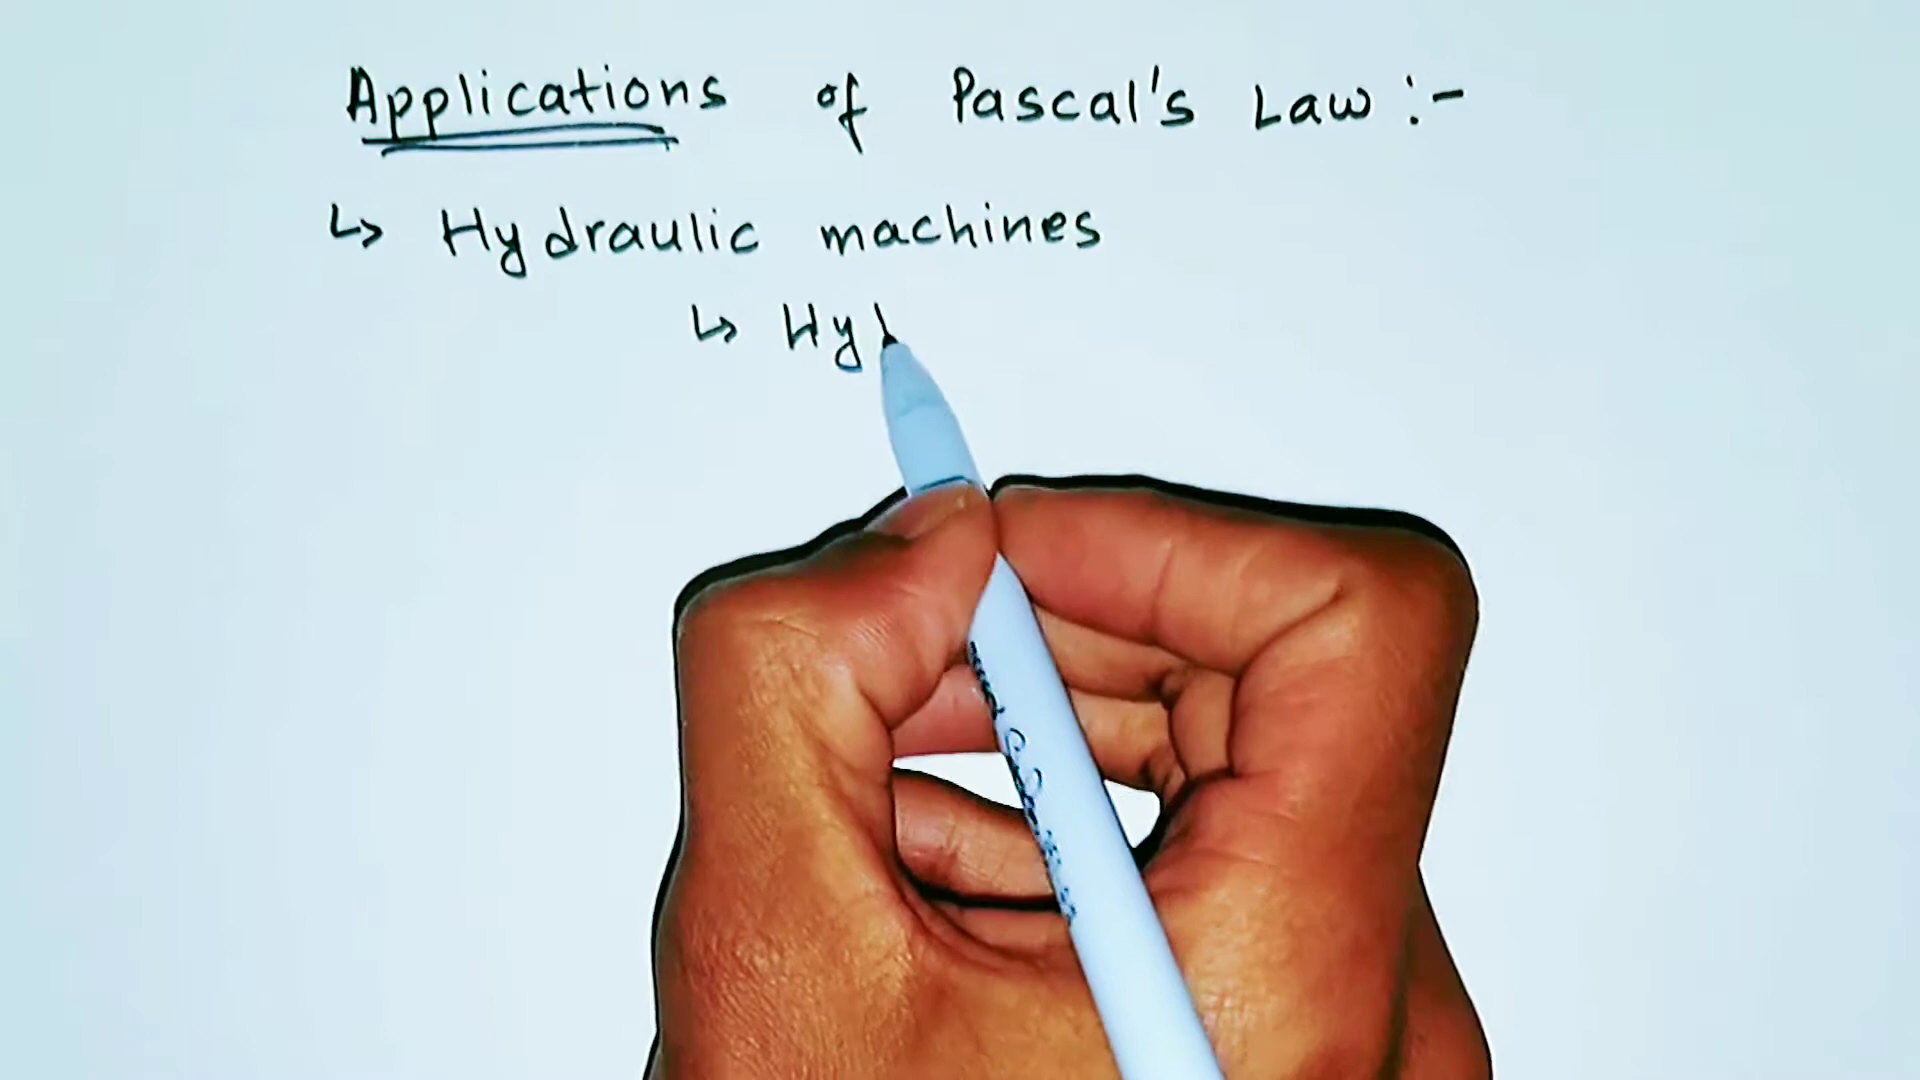 Applications of Pascal's Law :-
↳ Hydraulic machines
↳ Hy